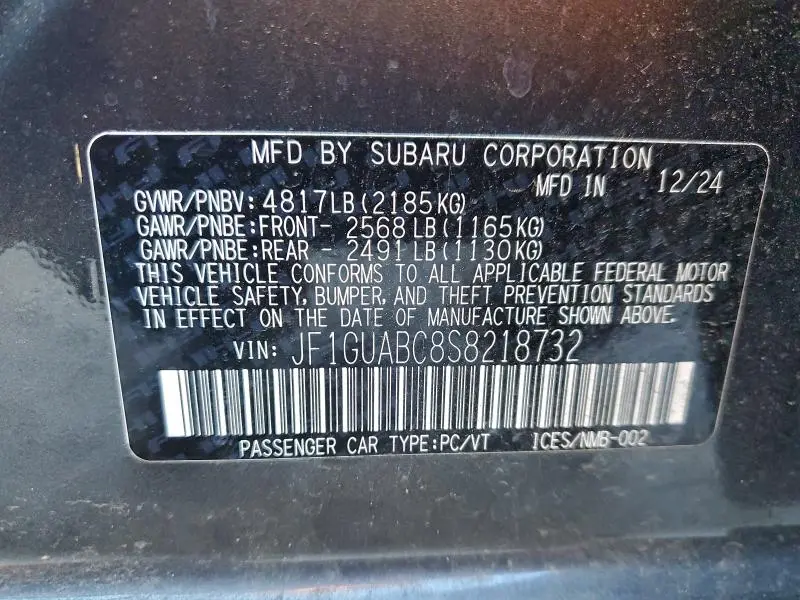 MFD BY SUBARU CORPORATION
MFD IN 12/24
GVWR/PNBV: 4817LB(2185KG)
GAWR/PNBE:FRONT- 2568LB(1165KG)
GAWR/PNBE:REAR - 2491LB(1130KG)
THIS VEHICLE CONFORMS TO ALL APPLICABLE FEDERAL MOTOR
VEHICLE SAFETY, BUMPER, AND THEFT PREVENTION STANDARDS
IN EFFECT ON THE DATE OF MANUFACTURE SHOWN ABOVE.
VIN: JF1GUABC8S8218732
PASSENGER CAR TYPE:PC/VT ICES/NMB-002